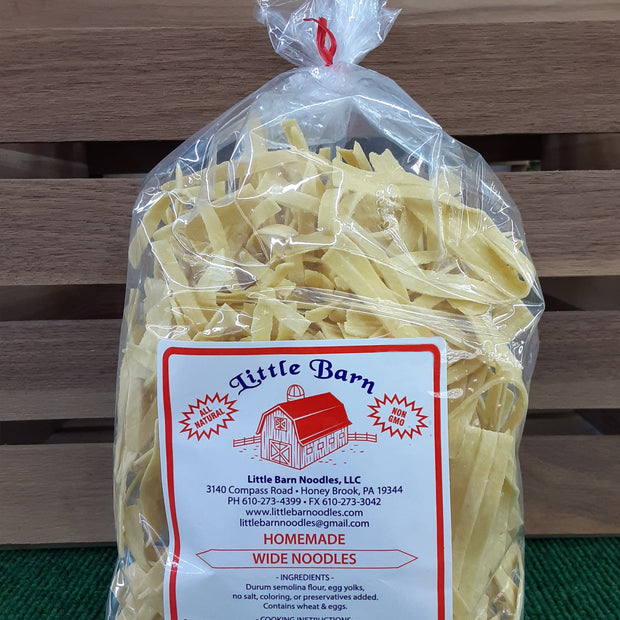 Little Barn
ALL
NATURAL
NON
GMO
Little Barn Noodles, LLC
3140 Compass Road • Honey Brook, PA 19344
PH 610-273-4399 • FX 610-273-3042
www.littlebarnnoodles.com
littlebarnnoodles@gmail.com
HOMEMADE
WIDE NOODLES
- INGREDIENTS -
Durum semolina flour, egg yolks,
no salt, coloring, or preservatives added.
Contains wheat & eggs.
- COOKING INSTRUCTIONS